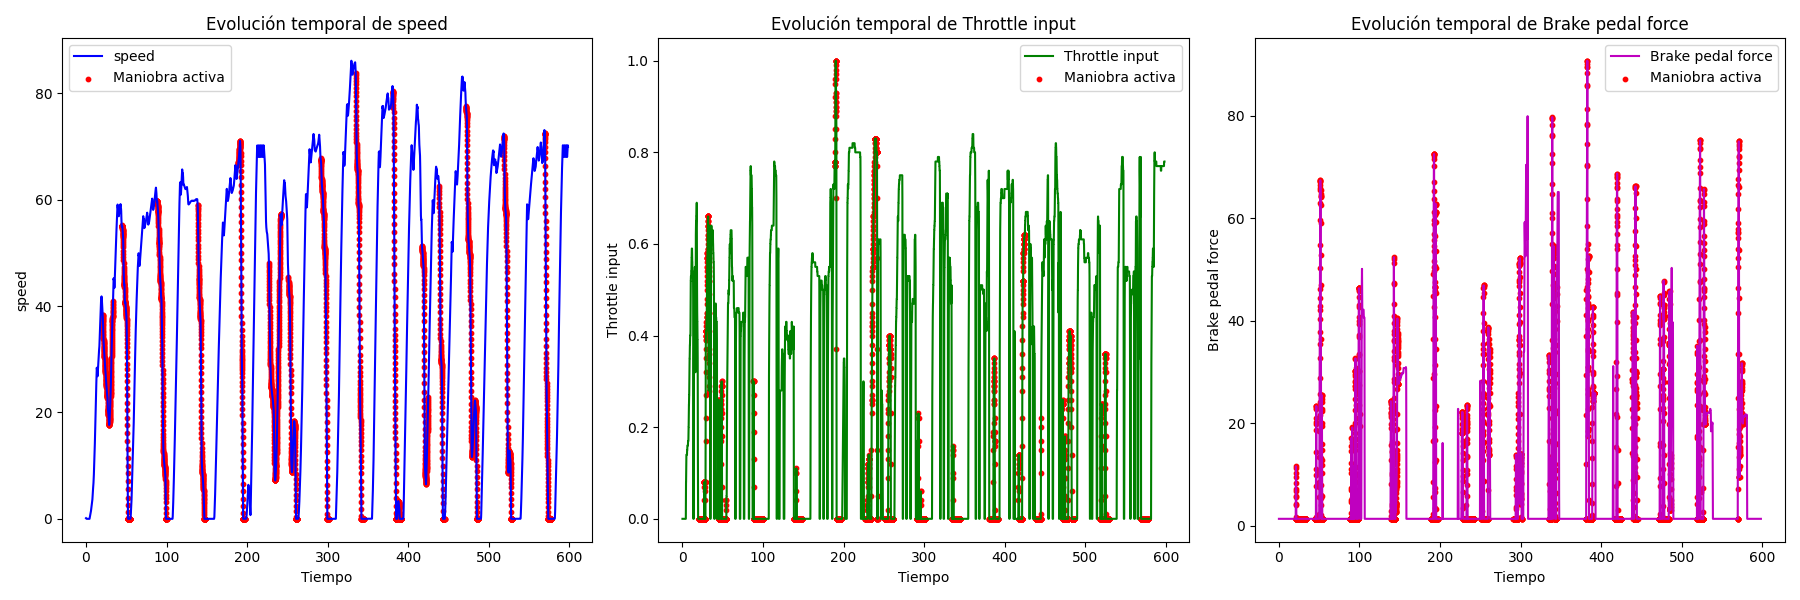 Evolución temporal de speed
speed
Maniobra activa
speed
80
60
40
20
0
0 100 200 300 400 500 600
Tiempo
Evolución temporal de Throttle input
Throttle input
Maniobra activa
Throttle input
1.0
0.8
0.6
0.4
0.2
0.0
0 100 200 300 400 500 600
Tiempo
Evolución temporal de Brake pedal force
Brake pedal force
Maniobra activa
Brake pedal force
80
60
40
20
0
0 100 200 300 400 500 600
Tiempo